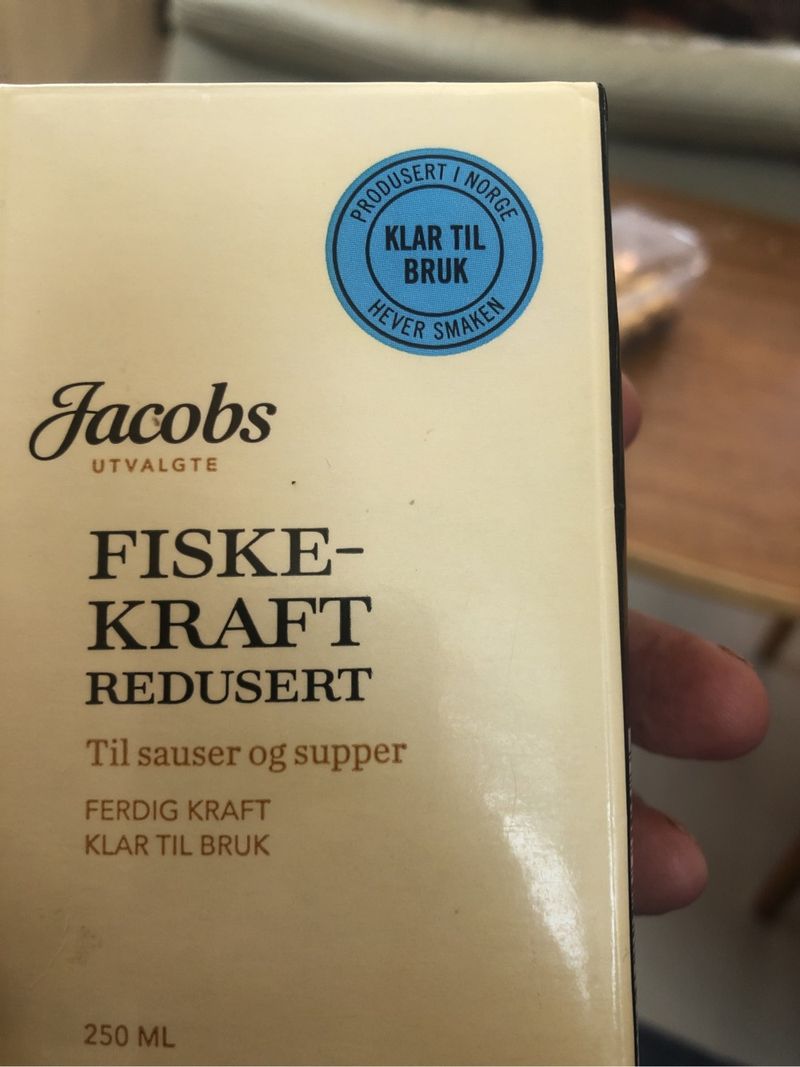 PRODUSERT I NORGE
KLAR TIL
BRUK
HEVER SMAKEN
Jacobs
UTVALGTE
FISKE-
KRAFT
REDUSERT
Til sauser og supper
FERDIG KRAFT
KLAR TIL BRUK
250 ML